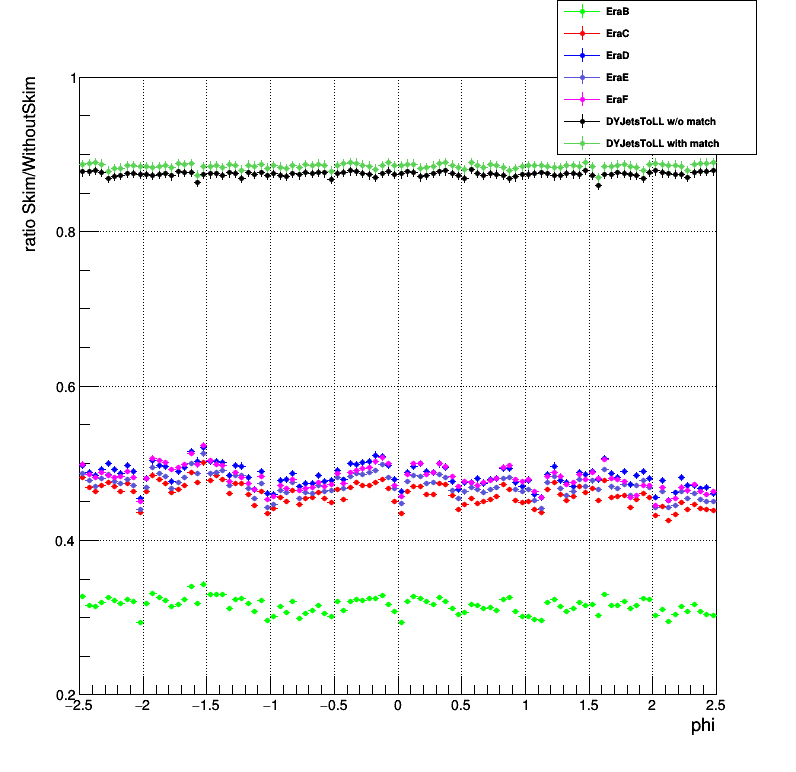 EraB
EraC
EraD
EraE
EraF
DYJetsToLL w/o match
DYJetsToLL with match
ratio Skim/WithoutSkim
1
0.8
0.6
0.4
0.2
−2.5 −2 −1.5 −1 −0.5 0 0.5 1 1.5 2 2.5
phi